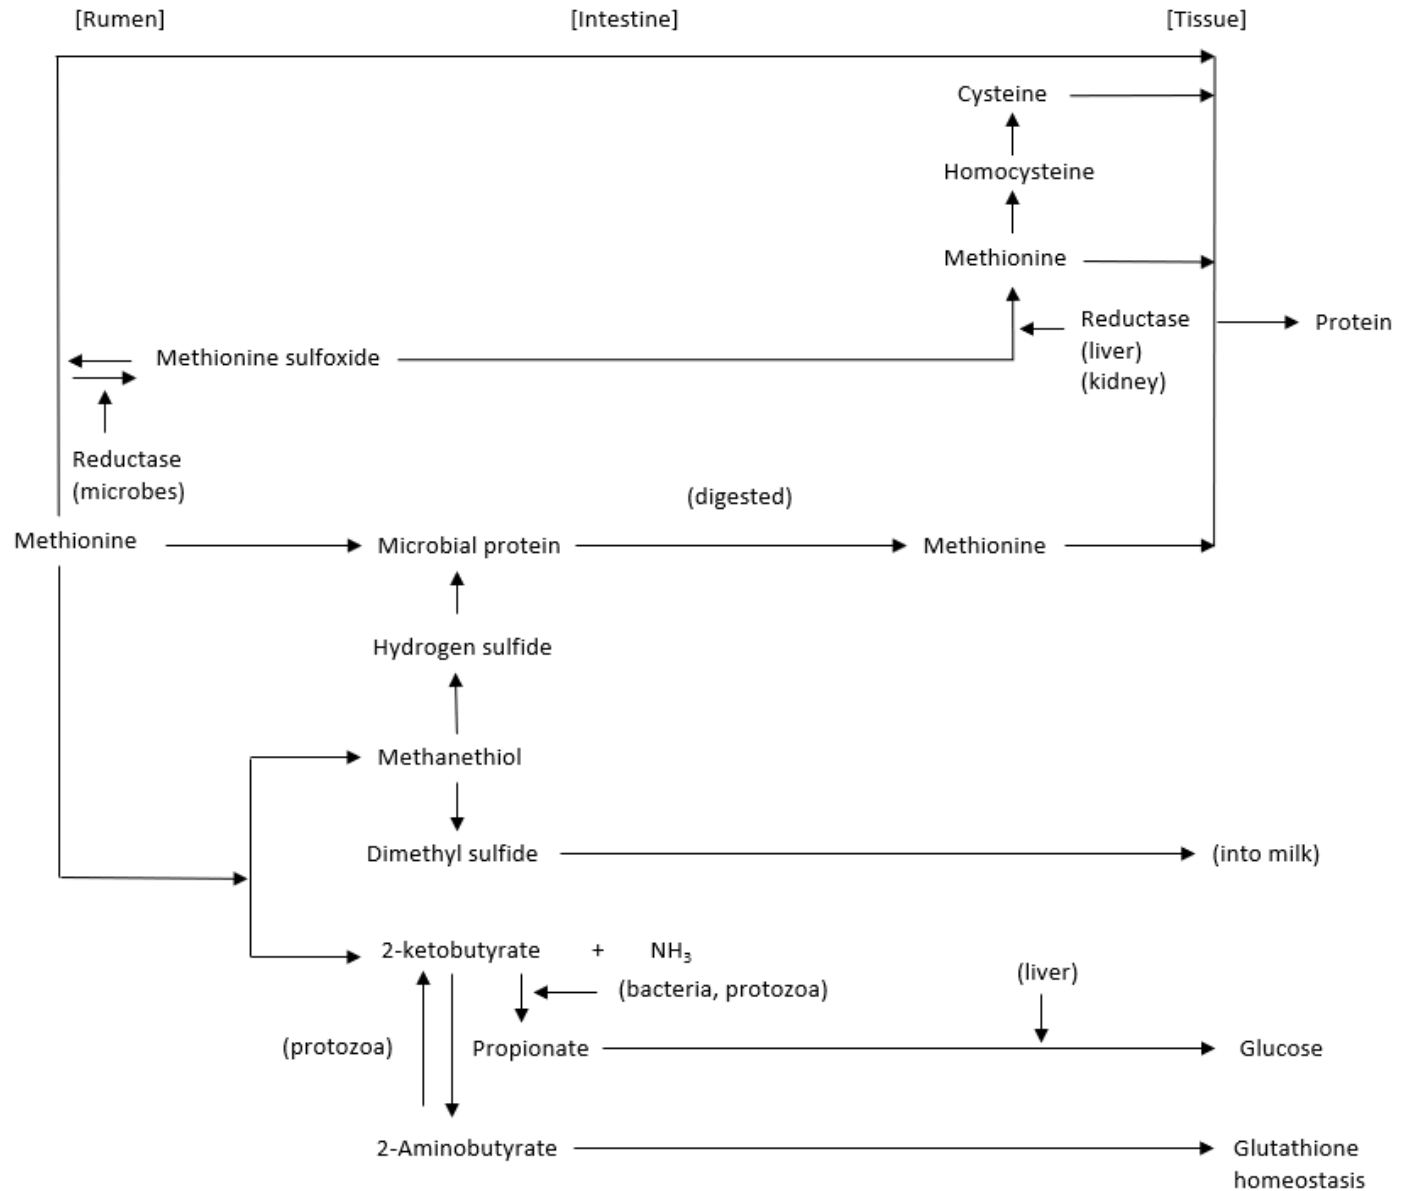 [Rumen] [Intestine] [Tissue]
Cysteine
Homocysteine
Methionine
Reductase
(liver)
(kidney)
Protein
Methionine sulfoxide
Reductase
(microbes)
(digested)
Methionine Microbial protein Methionine
Hydrogen sulfide
Methanethiol
Dimethyl sulfide (into milk)
2-ketobutyrate + NH₃
(liver)
(bacteria, protozoa)
(protozoa) Propionate Glucose
2-Aminobutyrate Glutathione
homeostasis